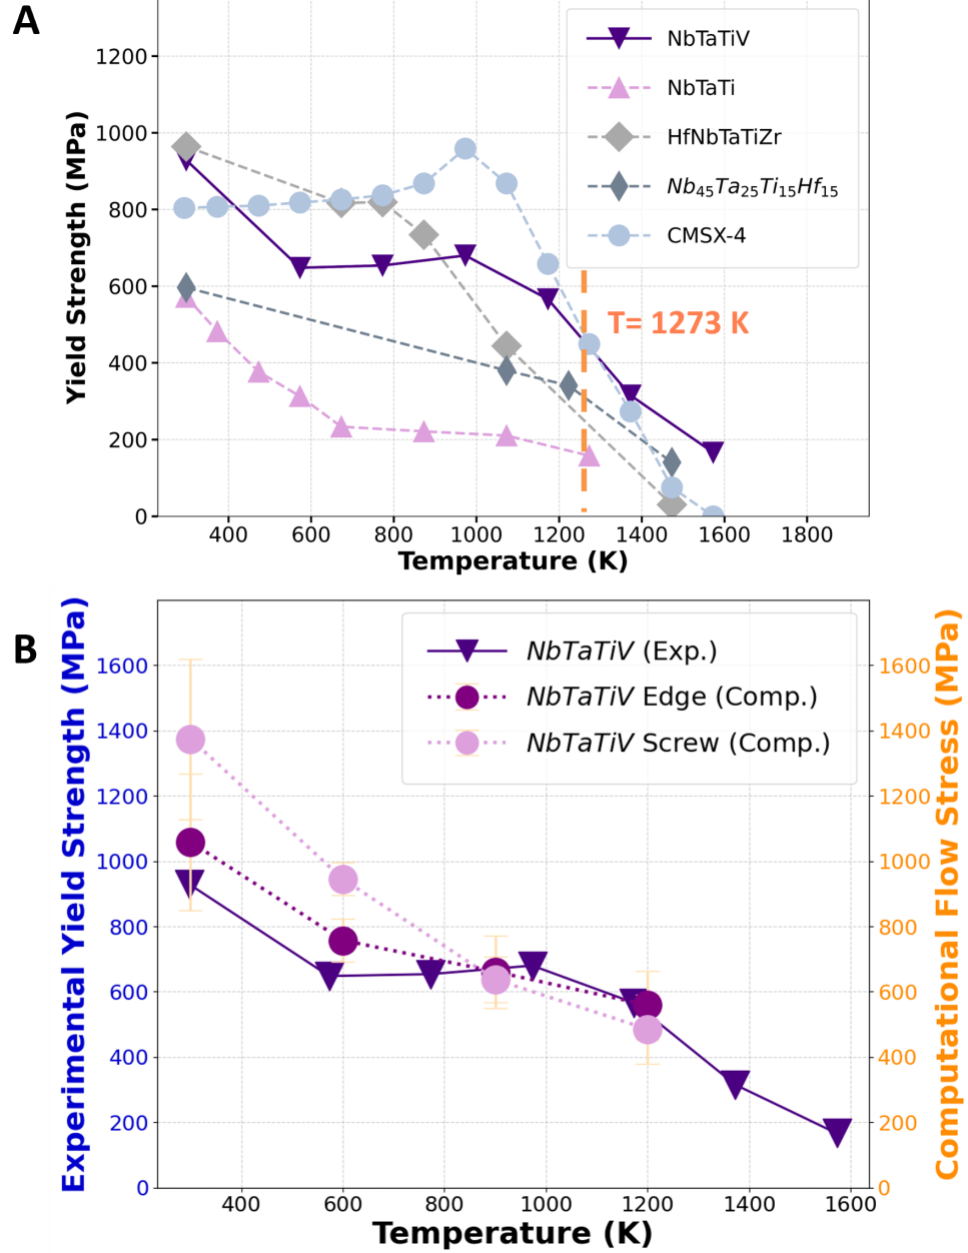 A
Yield Strength (MPa)
1200
1000
800
600
400
200
0
400 600 800 1000 1200 1400 1600 1800
Temperature (K)
NbTaTiV
NbTaTi
HfNbTaTiZr
Nb₄₅Ta₂₅Ti₁₅Hf₁₅
CMSX-4
T= 1273 K
B
Experimental Yield Strength (MPa)
1600
1400
1200
1000
800
600
400
200
0
NbTaTiV (Exp.)
NbTaTiV Edge (Comp.)
NbTaTiV Screw (Comp.)
1600
1400
1200
1000
800
600
400
200
0
Computational Flow Stress (MPa)
400 600 800 1000 1200 1400 1600
Temperature (K)